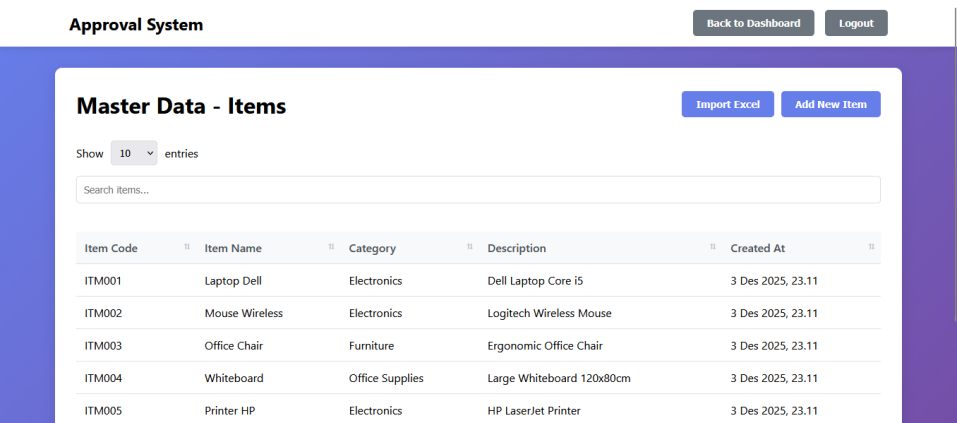 Approval System
Back to Dashboard
Logout
Master Data - Items
Import Excel
Add New Item
Show 10 entries
Search items...
Item Code Item Name Category Description Created At
ITM001 Laptop Dell Electronics Dell Laptop Core i5 3 Des 2025, 23.11
ITM002 Mouse Wireless Electronics Logitech Wireless Mouse 3 Des 2025, 23.11
ITM003 Office Chair Furniture Ergonomic Office Chair 3 Des 2025, 23.11
ITM004 Whiteboard Office Supplies Large Whiteboard 120x80cm 3 Des 2025, 23.11
ITM005 Printer HP Electronics HP LaserJet Printer 3 Des 2025, 23.11